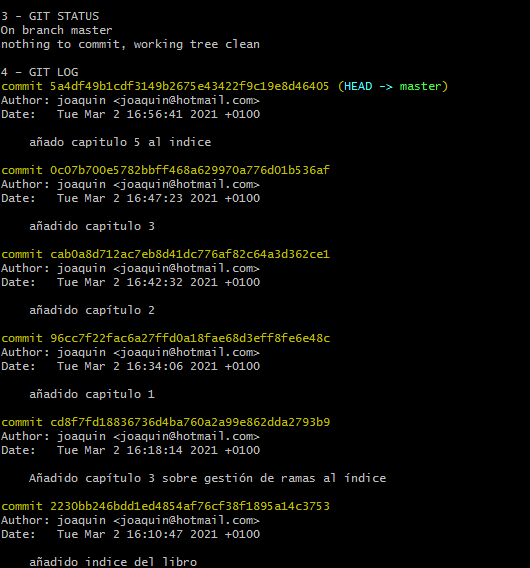 3 - GIT STATUS
On branch master
nothing to commit, working tree clean
4 - GIT LOG
commit 5a4df49b1cdf3149b2675e43422f9c19e8d46405 (HEAD -> master)
Author: joaquin <joaquin@hotmail.com>
Date:   Tue Mar 2 16:56:41 2021 +0100
añado capitulo 5 al indice
commit 0c07b700e5782bbff468a629970a776d01b536af
Author: joaquin <joaquin@hotmail.com>
Date:   Tue Mar 2 16:47:23 2021 +0100
añadido capitulo 3
commit cab0a8d712ac7eb8d41dc776af82c64a3d362ce1
Author: joaquin <joaquin@hotmail.com>
Date:   Tue Mar 2 16:42:32 2021 +0100
añadido capítulo 2
commit 96cc7f22fac6a27ffd0a18fae68d3eff8fe6e48c
Author: joaquin <joaquin@hotmail.com>
Date:   Tue Mar 2 16:34:06 2021 +0100
añadido capitulo 1
commit cd8f7fd18836736d4ba760a2a99e862dda2793b9
Author: joaquin <joaquin@hotmail.com>
Date:   Tue Mar 2 16:18:14 2021 +0100
Añadido capítulo 3 sobre gestión de ramas al índice
commit 2230bb246bdd1ed4854af76cf38f1895a14c3753
Author: joaquin <joaquin@hotmail.com>
Date:   Tue Mar 2 16:10:47 2021 +0100
añadido indice del libro